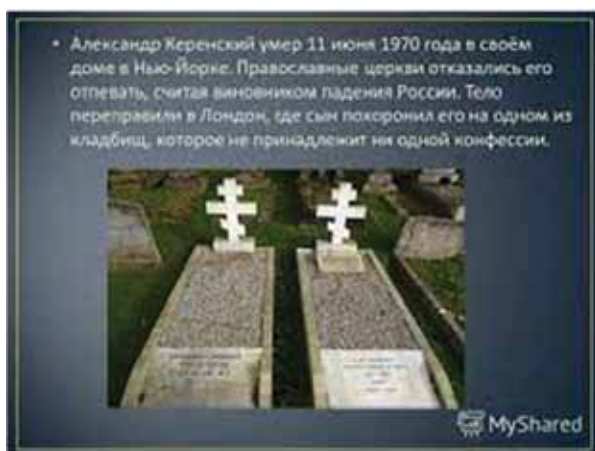 • Александр Керенский умер 11 июня 1970 года в своём
доме в Нью-Йорке. Православные церкви отказались его
отпевать, считая виновником падения России. Тело
переправили в Лондон, где сын похоронил его на одном из
кладбищ, которое не принадлежит ни одной конфессии.
MyShared